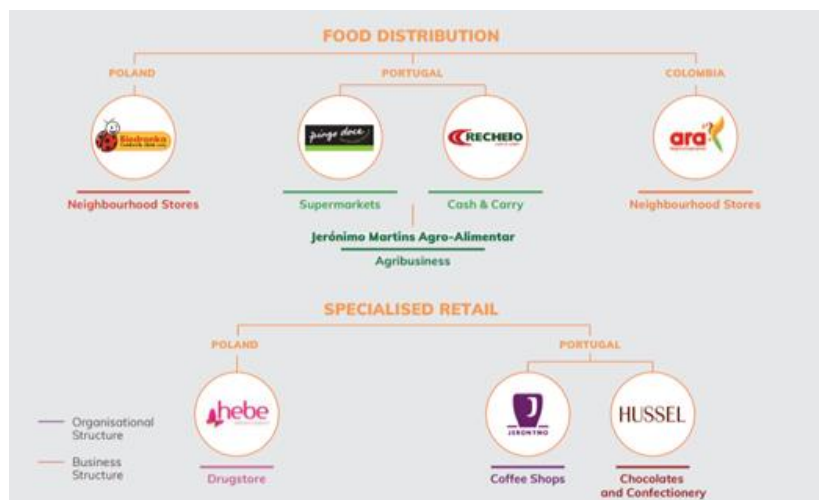 FOOD DISTRIBUTION
POLAND
PORTUGAL
COLOMBIA
Biedronka
pingo doce
RECHEIO
ara
Neighbourhood Stores
Supermarkets
Cash & Carry
Neighbourhood Stores
Jerónimo Martins Agro-Alimentar
Agribusiness
SPECIALISED RETAIL
POLAND
PORTUGAL
hebe
JERONYMO
HUSSEL
Organisational
Structure
Business
Structure
Drugstore
Coffee Shops
Chocolates
and Confectionery